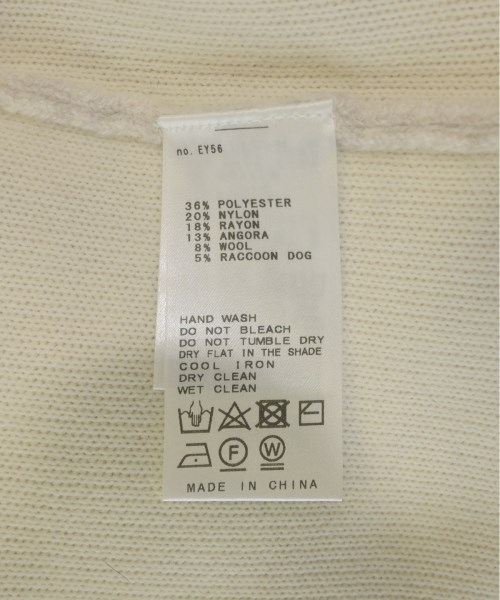 no. EY56
36% POLYESTER
20% NYLON
18% RAYON
13% ANGORA
8% WOOL
5% RACCOON DOG
HAND WASH
DO NOT BLEACH
DO NOT TUMBLE DRY
DRY FLAT IN THE SHADE
COOL IRON
DRY CLEAN
WET CLEAN
F W
MADE IN CHINA